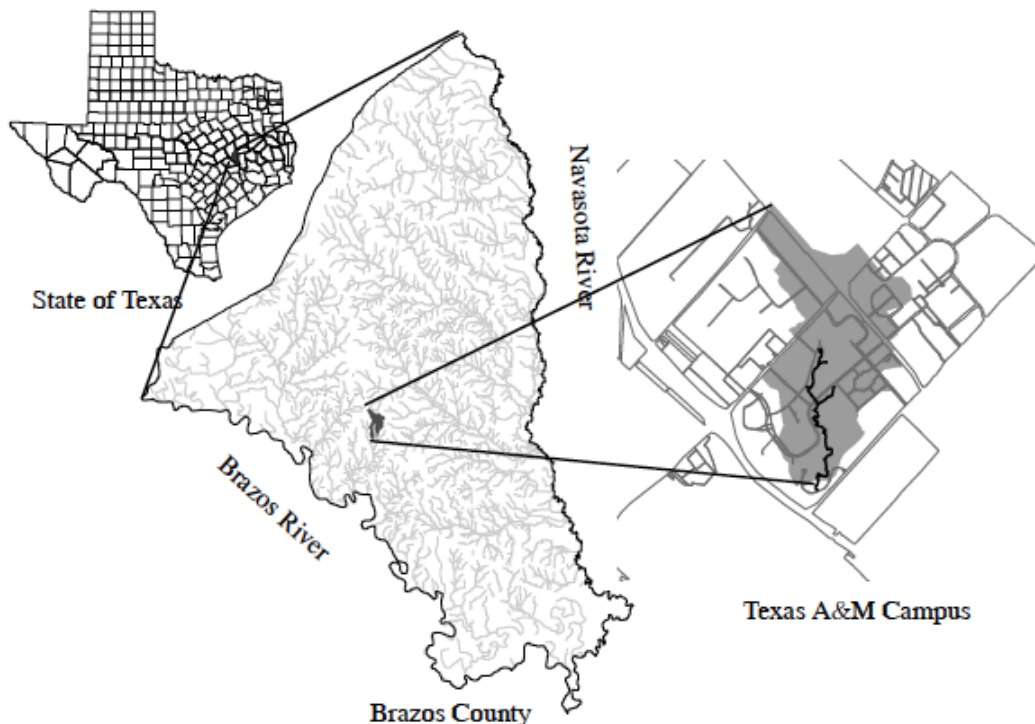 State of Texas
Navasota River
Brazos River
Texas A&M Campus
Brazos County